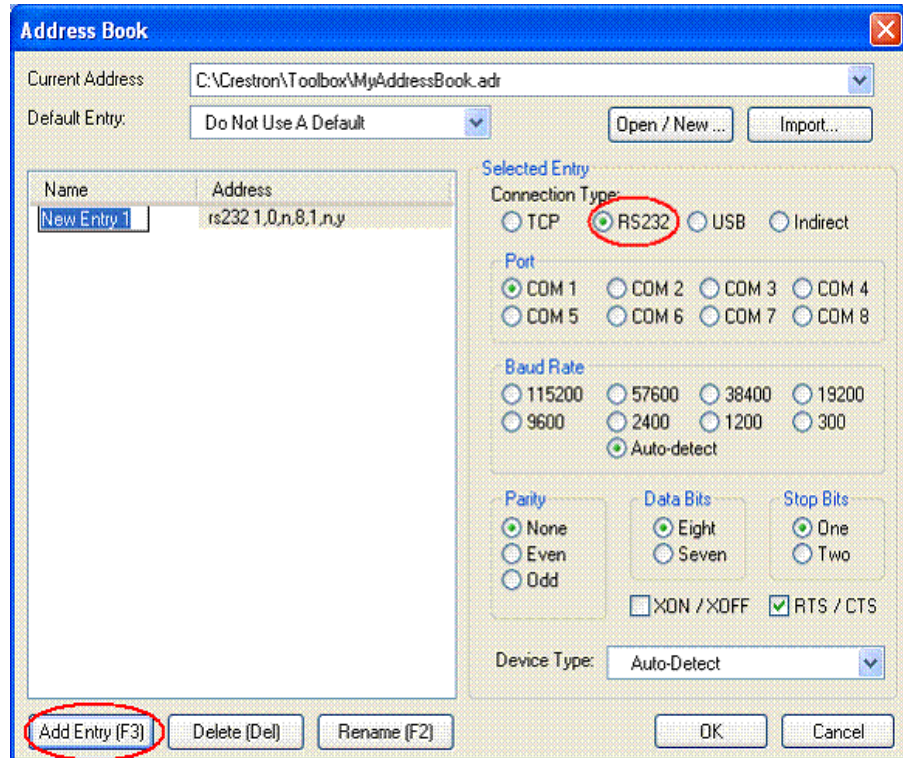 Address Book
Current Address C:\Crestron\Toolbox\MyAddressBook.adr
Default Entry: Do Not Use A Default Open / New ... Import...
Name Address
New Entry 1 rs232 1,0,n,8,1,n,y
Selected Entry
Connection Type:
TCP RS232 USB Indirect
Port
COM 1 COM 2 COM 3 COM 4
COM 5 COM 6 COM 7 COM 8
Baud Rate
115200 57600 38400 19200
9600 2400 1200 300
Auto-detect
Parity
None
Even
Odd
Data Bits
Eight
Seven
Stop Bits
One
Two
XON / XOFF RTS / CTS
Device Type: Auto-Detect
Add Entry (F3) Delete (Del) Rename (F2) OK Cancel